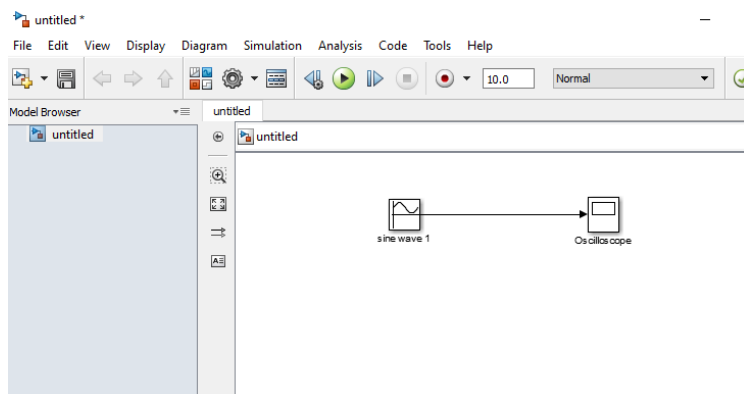 untitled *
File Edit View Display Diagram Simulation Analysis Code Tools Help
10.0 Normal
Model Browser
untitled
untitled
untitled
sine wave 1
Oscilloscope